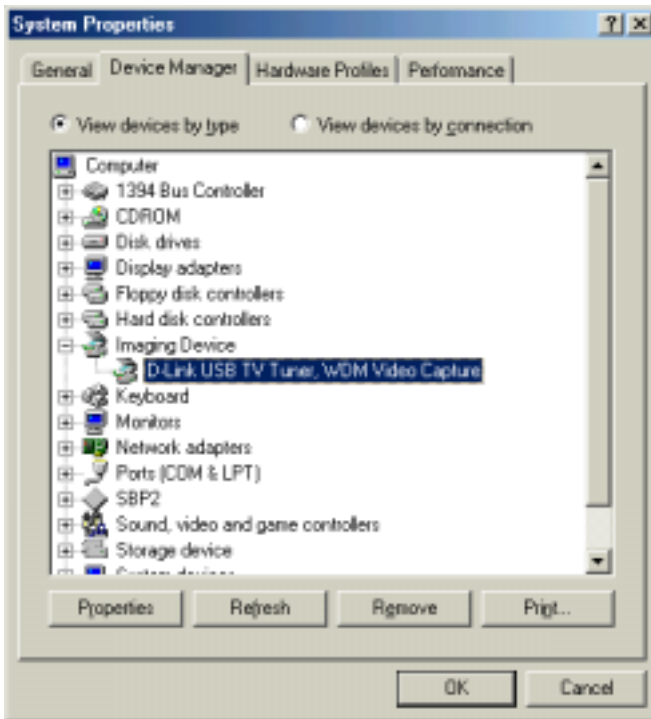 System Properties
General Device Manager Hardware Profiles Performance
View devices by type View devices by connection
Computer
1394 Bus Controller
CDROM
Disk drives
Display adapters
Floppy disk controllers
Hard disk controllers
Imaging Device
D-Link USB TV Tuner, WDM Video Capture
Keyboard
Monitors
Network adapters
Ports (COM & LPT)
SBP2
Sound, video and game controllers
Storage device
System devices
Properties Refresh Remove Print...
OK Cancel